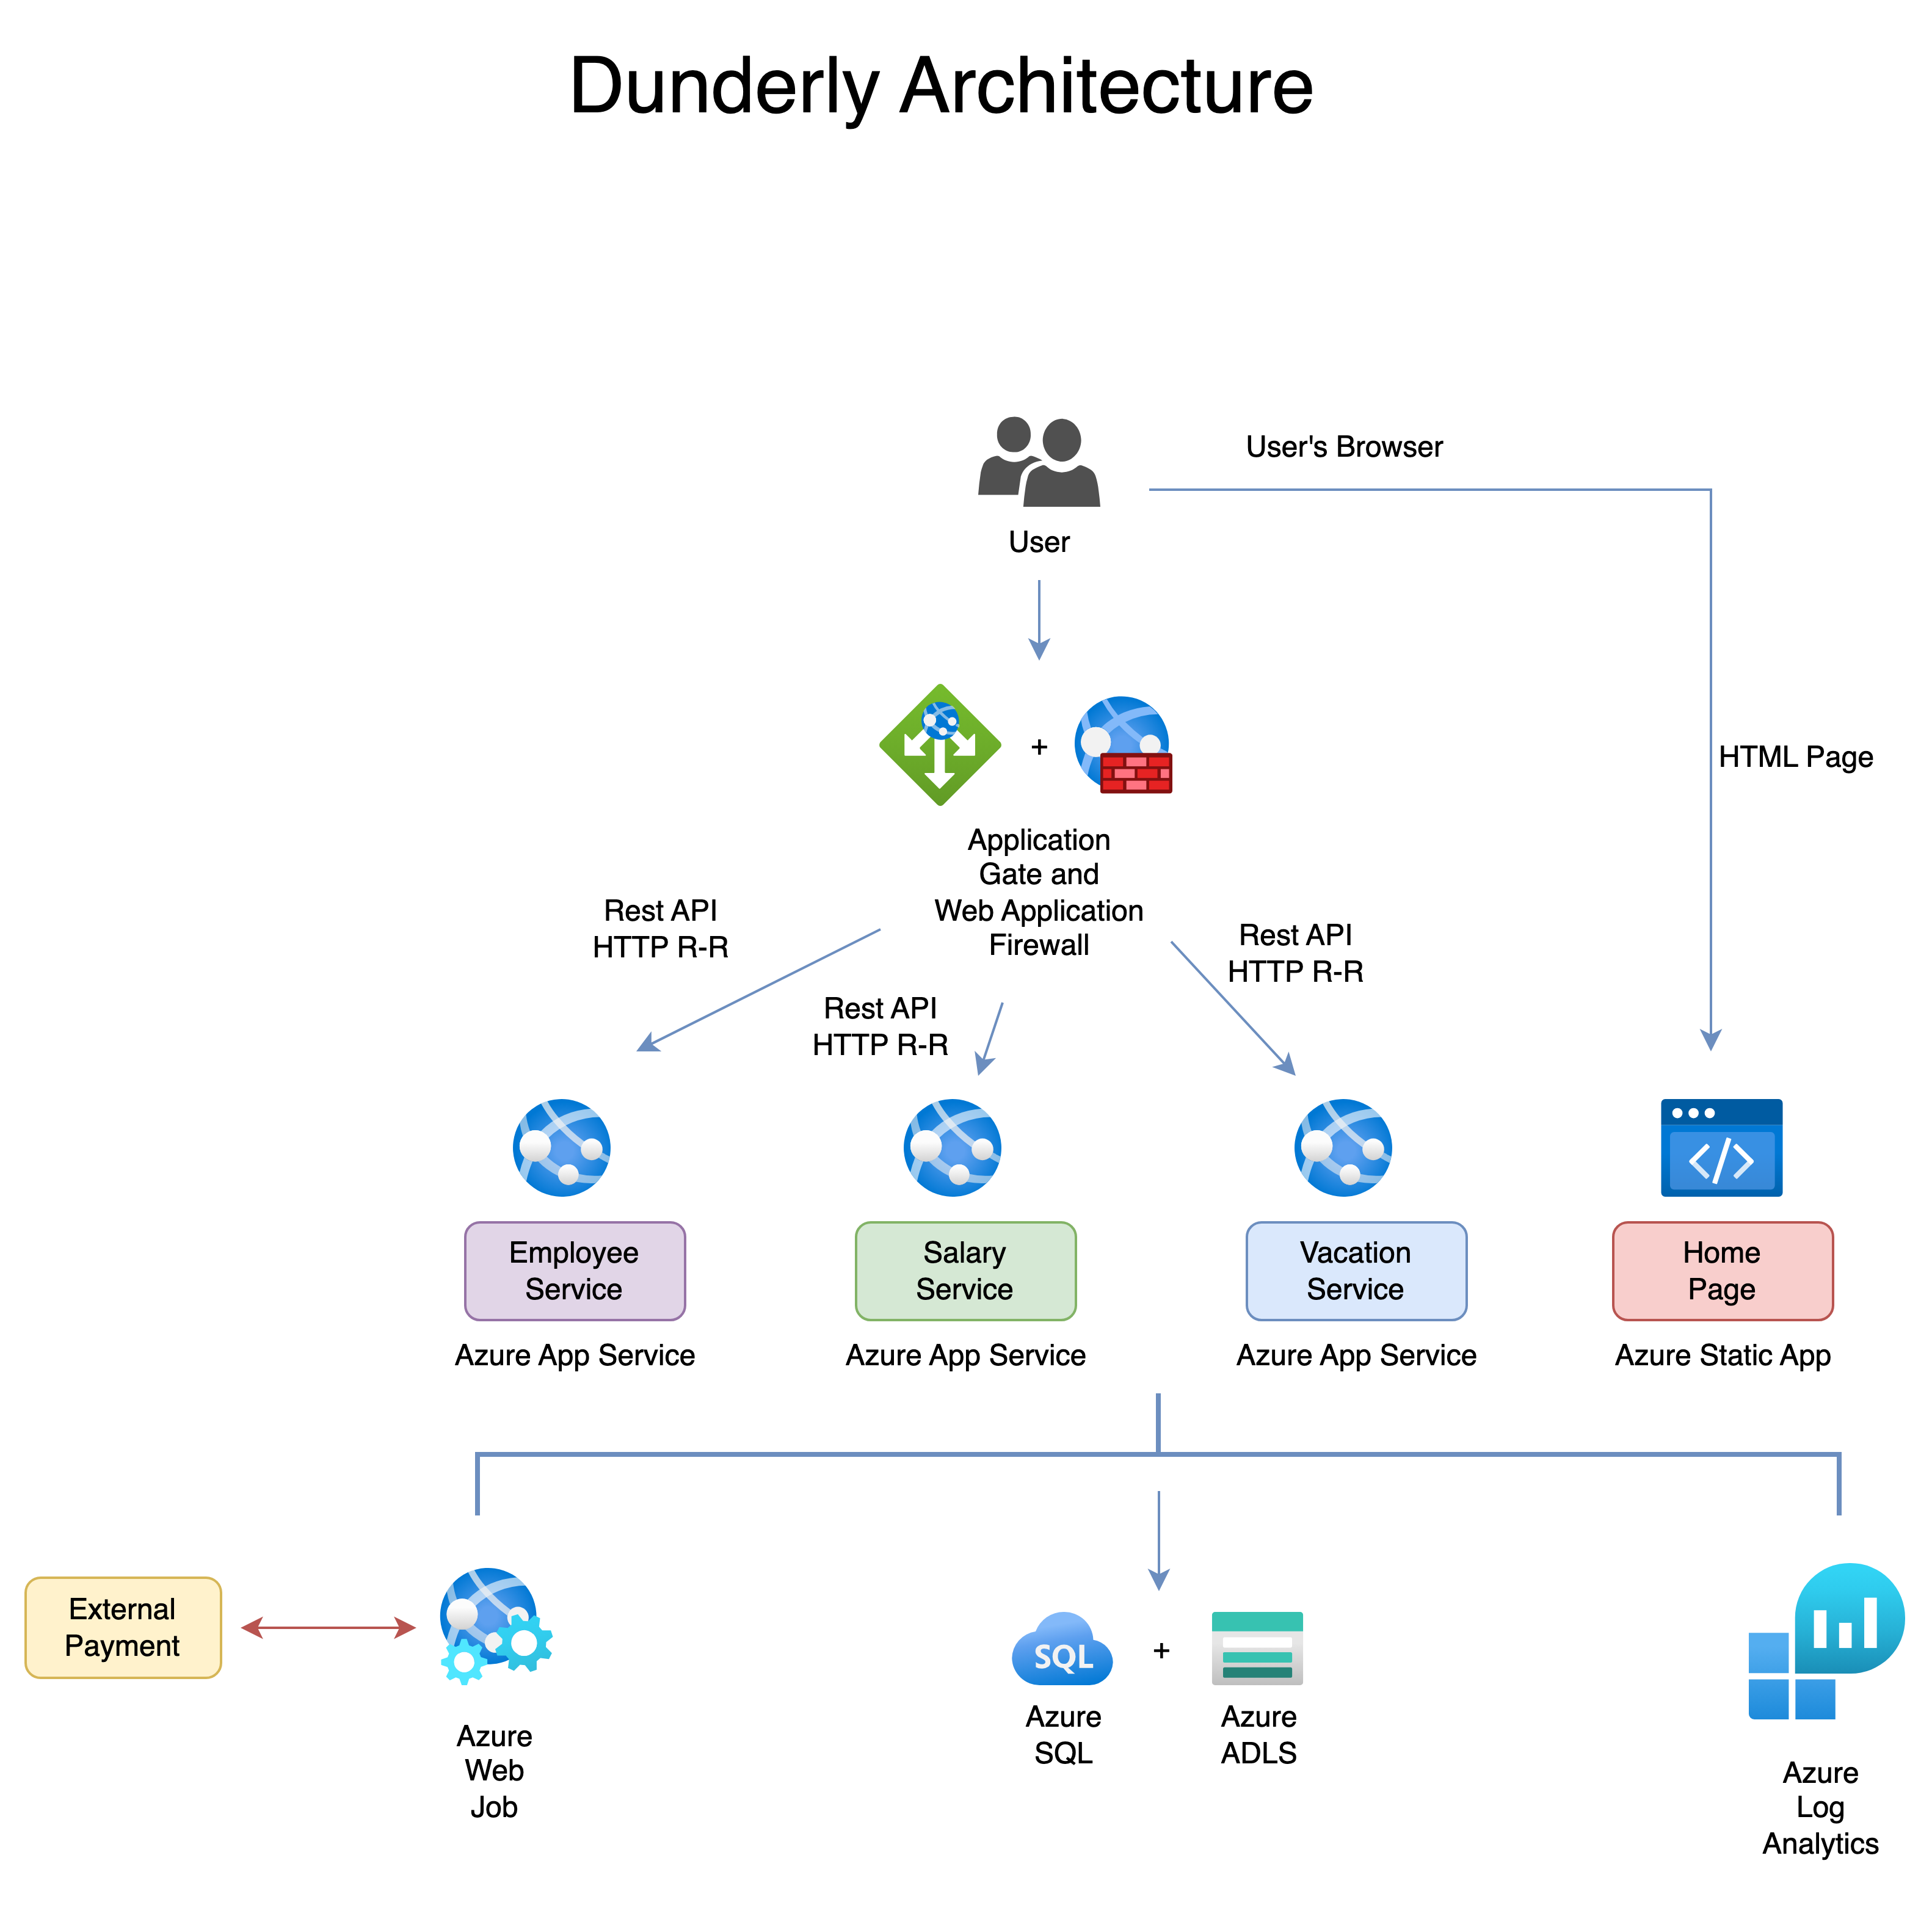 Dunderly Architecture
User's Browser
User
HTML Page
+
Application
Gate and
Web Application
Firewall
Rest API
HTTP R-R
Rest API
HTTP R-R
Rest API
HTTP R-R
Employee
Service
Azure App Service
Salary
Service
Azure App Service
Vacation
Service
Azure App Service
Home
Page
Azure Static App
External
Payment
Azure
Web
Job
SQL
+
Azure
SQL
Azure
ADLS
Azure
Log
Analytics